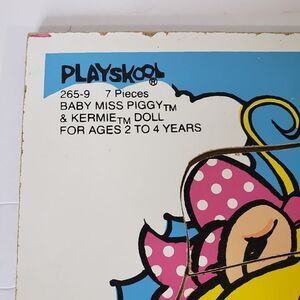 PLAYSKOOL
265-9 7 Pieces
BABY MISS PIGGY™
& KERMIE™ DOLL
FOR AGES 2 TO 4 YEARS